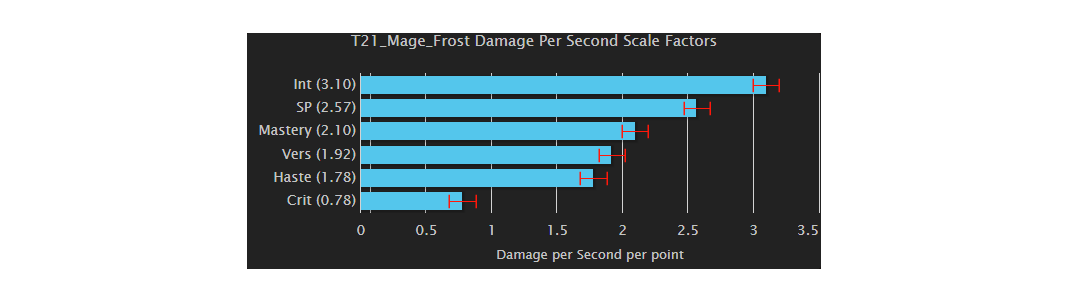 T21_Mage_Frost Damage Per Second Scale Factors
Int (3.10)
SP (2.57)
Mastery (2.10)
Vers (1.92)
Haste (1.78)
Crit (0.78)
0 0.5 1 1.5 2 2.5 3 3.5
Damage per Second per point